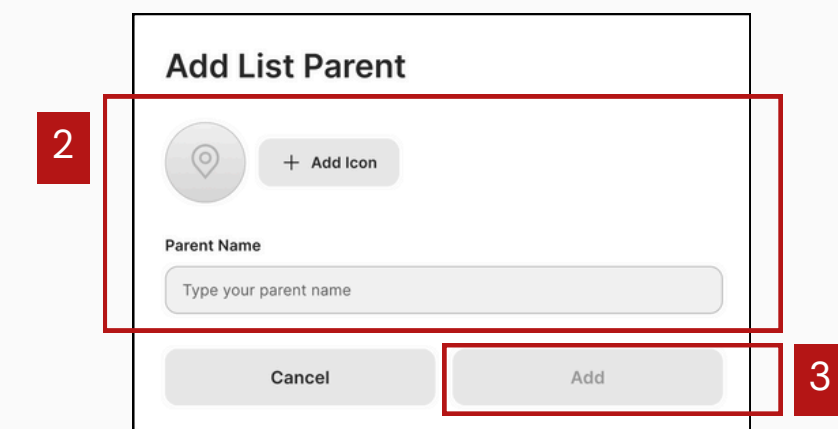 Add List Parent
2
+ Add Icon
Parent Name
Type your parent name
Cancel
Add
3